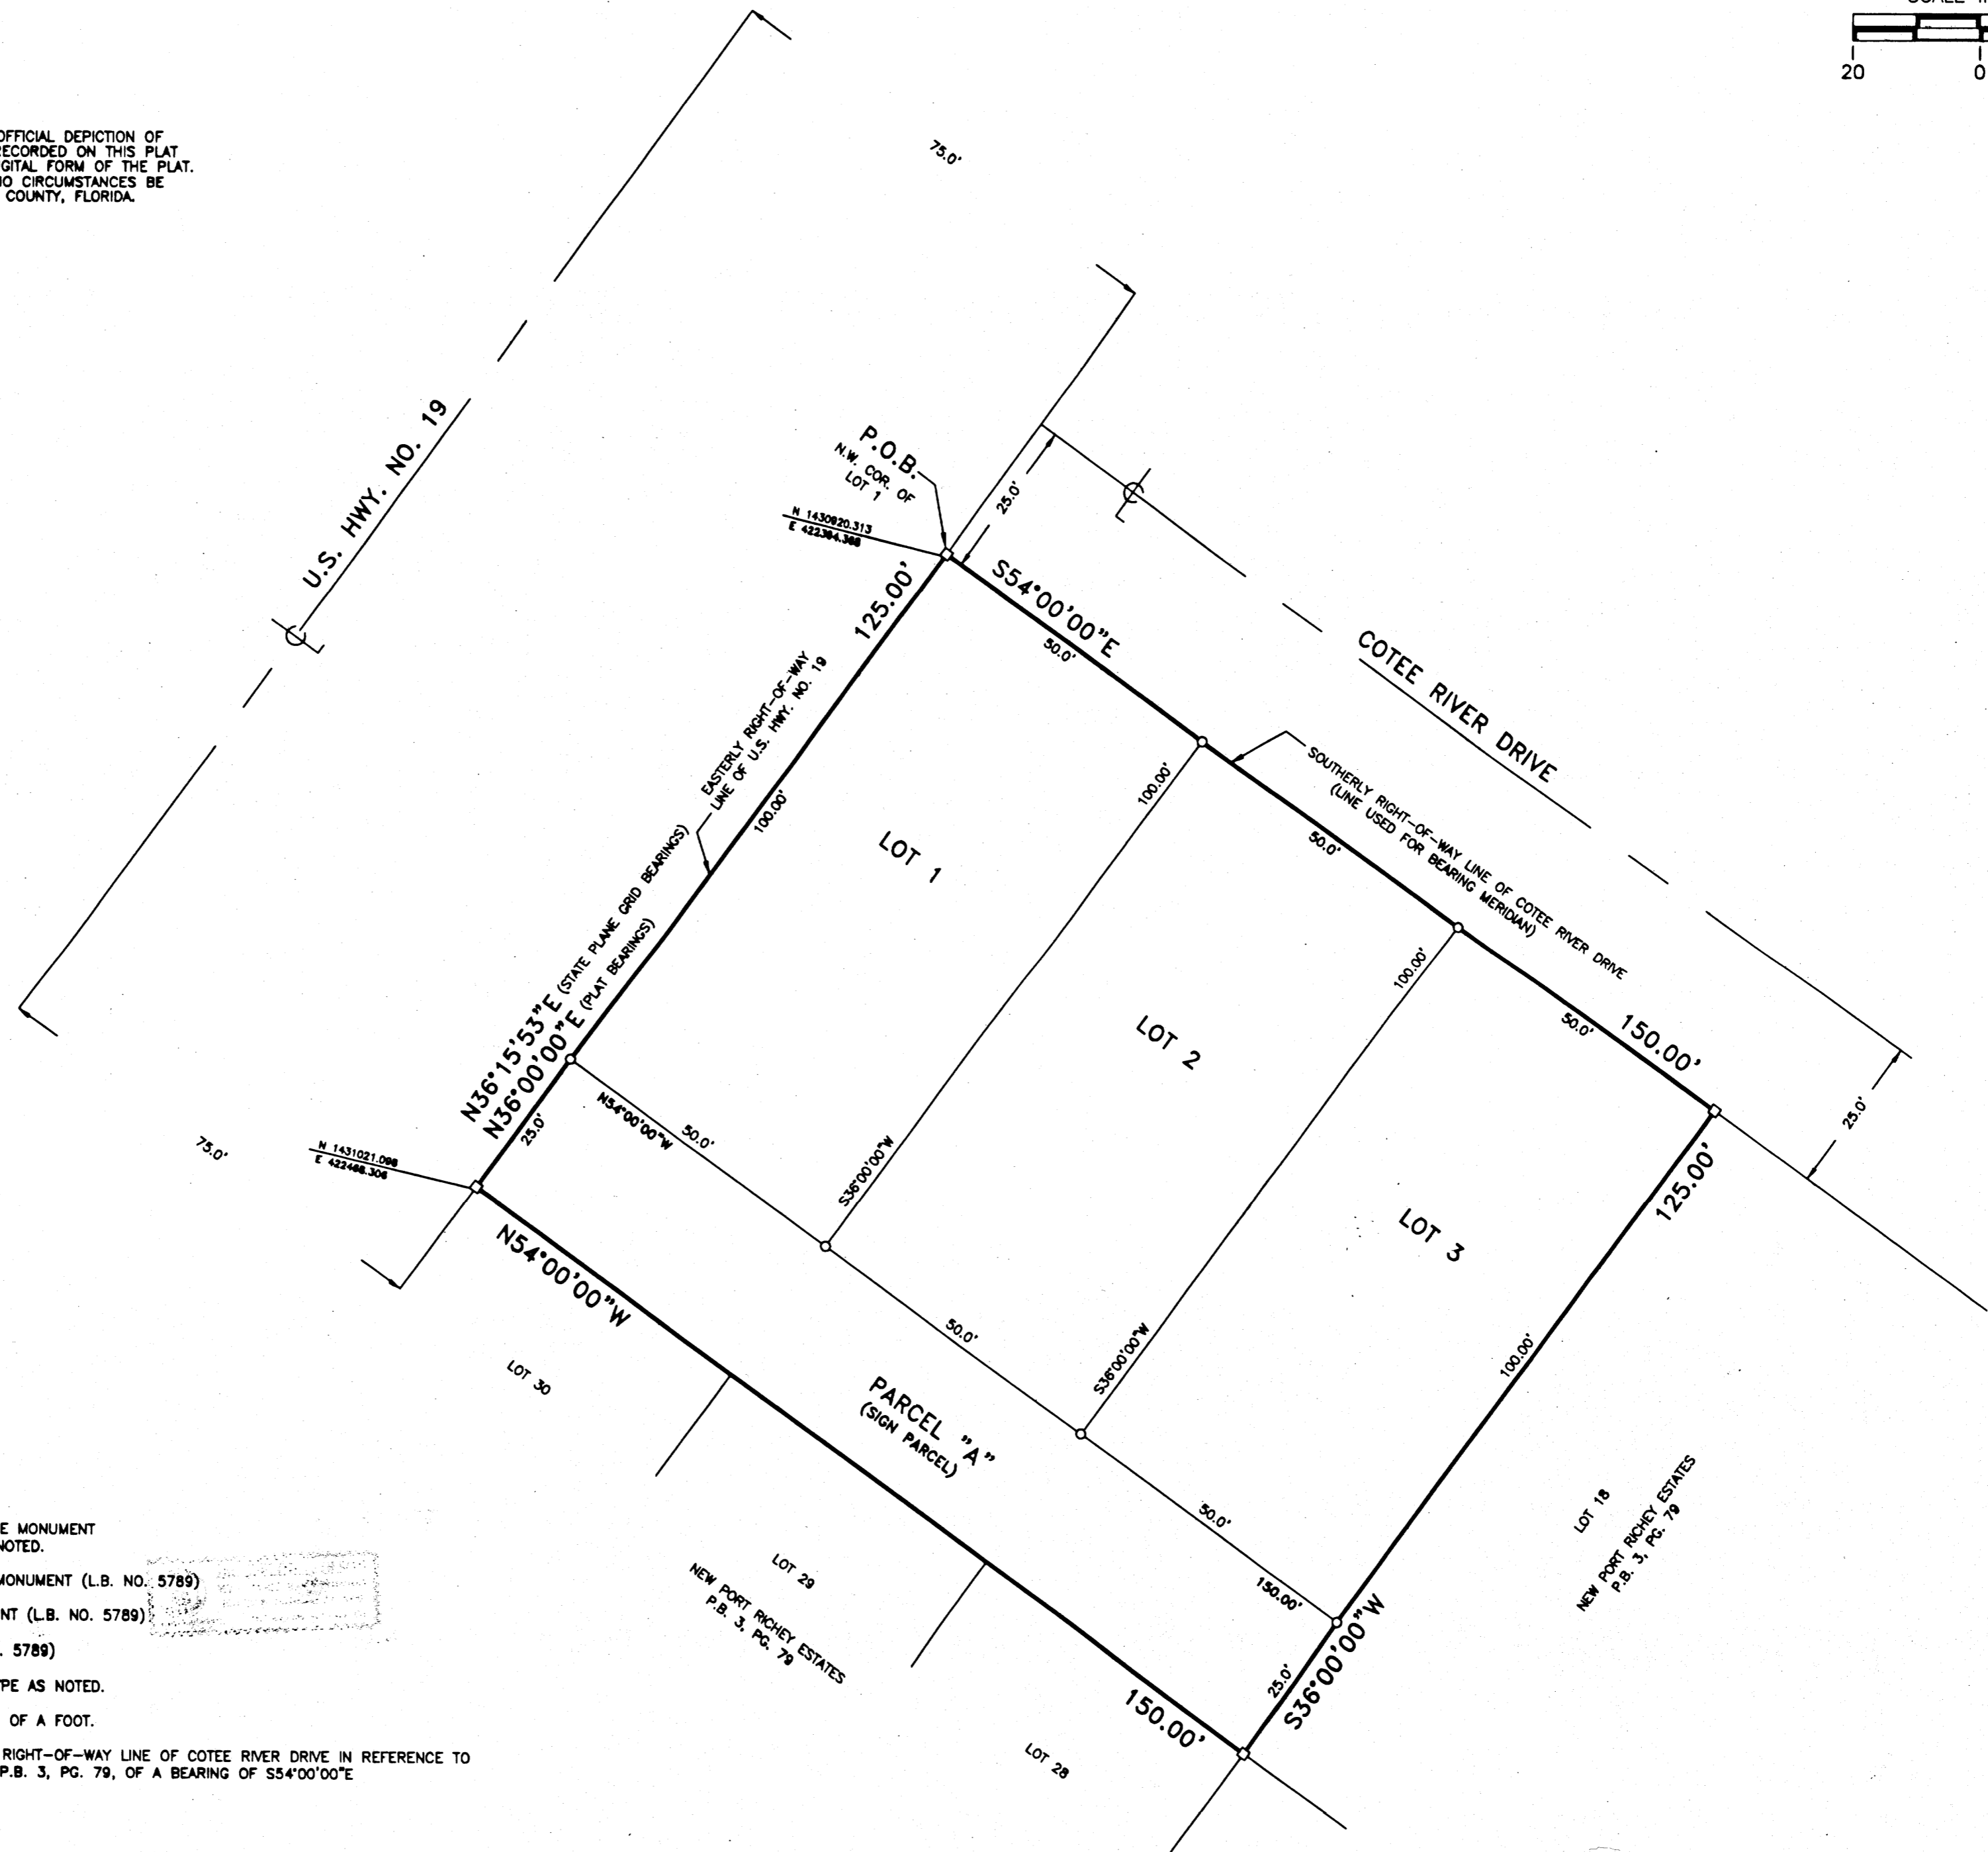 SCALE
20
0
OFFICIAL DEPICTION OF
RECORDED ON THIS PLAT
GITAL FORM OF THE PLAT.
NO CIRCUMSTANCES BE
COUNTY, FLORIDA.
75.0'
U.S. HWY. NO. 19
P.O.B.
N.W. COR. OF
LOT 1
25.0'
N 1430920.313
E 422394.368
125.00'
S54°00'00"E
50.0'
COTEE RIVER DRIVE
EASTERLY RIGHT-OF-WAY
LINE OF U.S. HWY. NO. 19
100.00'
100.00'
SOUTHERLY RIGHT-OF-WAY LINE OF COTEE RIVER DRIVE
(LINE USED FOR BEARING MERIDIAN)
50.0'
LOT 1
100.00'
50.0'
150.00'
N36°15'53"E (STATE PLANE GRID BEARINGS)
N36°00'00"E (PLAT BEARINGS)
25.0'
LOT 2
25.0'
75.0'
N 1431021.098
E 422468.306
N54°00'00"W
50.0'
S36°00'00"W
125.00'
LOT 3
N54°00'00"W
50.0'
S36°00'00"W
100.00'
LOT 30
PARCEL "A"
(SIGN PARCEL)
50.0'
LOT 18
NEW PORT RICHEY ESTATES
P.B. 3, PG. 79
LOT 29
NEW PORT RICHEY ESTATES
P.B. 3, PG. 79
150.00'
25.0'
S36°00'00"W
150.00'
LOT 28
E MONUMENT
NOTED.
MONUMENT (L.B. NO. 5789)
NT (L.B. NO. 5789)
. 5789)
PE AS NOTED.
OF A FOOT.
RIGHT-OF-WAY LINE OF COTEE RIVER DRIVE IN REFERENCE TO
P.B. 3, PG. 79, OF A BEARING OF S54°00'00"E